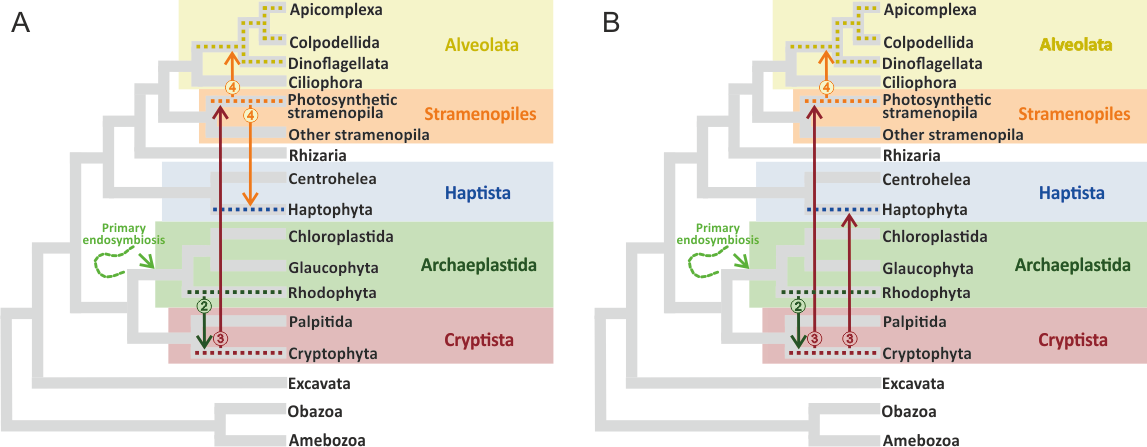 A
Apicomplexa
Colpodellida
Alveolata
Dinoflagellata
4
Ciliophora
Photosynthetic
stramenopila
4
Stramenopiles
Other stramenopila
Rhizaria
Centrohelea
Haptista
Haptophyta
Primary
endosymbiosis
Chloroplastida
Glaucophyta
Archaeplastida
Rhodophyta
2
Palpitida
3
Cryptista
Cryptophyta
Excavata
Obazoa
Amebozoa
B
Apicomplexa
Colpodellida
Alveolata
Dinoflagellata
4
Ciliophora
Photosynthetic
stramenopila
Stramenopiles
Other stramenopila
Rhizaria
Centrohelea
Haptista
Haptophyta
Primary
endosymbiosis
Chloroplastida
Glaucophyta
Archaeplastida
Rhodophyta
2
Palpitida
3
3
Cryptista
Cryptophyta
Excavata
Obazoa
Amebozoa